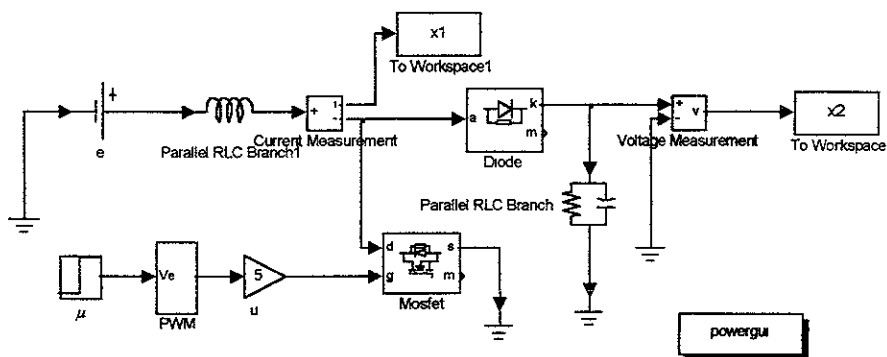 x1
To Workspace1
+
e
Parallel RLC Branch1
+
i
-
Current Measurement
a
k
m
Diode
+
-
v
Voltage Measurement
x2
To Workspace
Parallel RLC Branch
d
g
s
m
Mosfet
μ
Ve
PWM
5
u
powergui